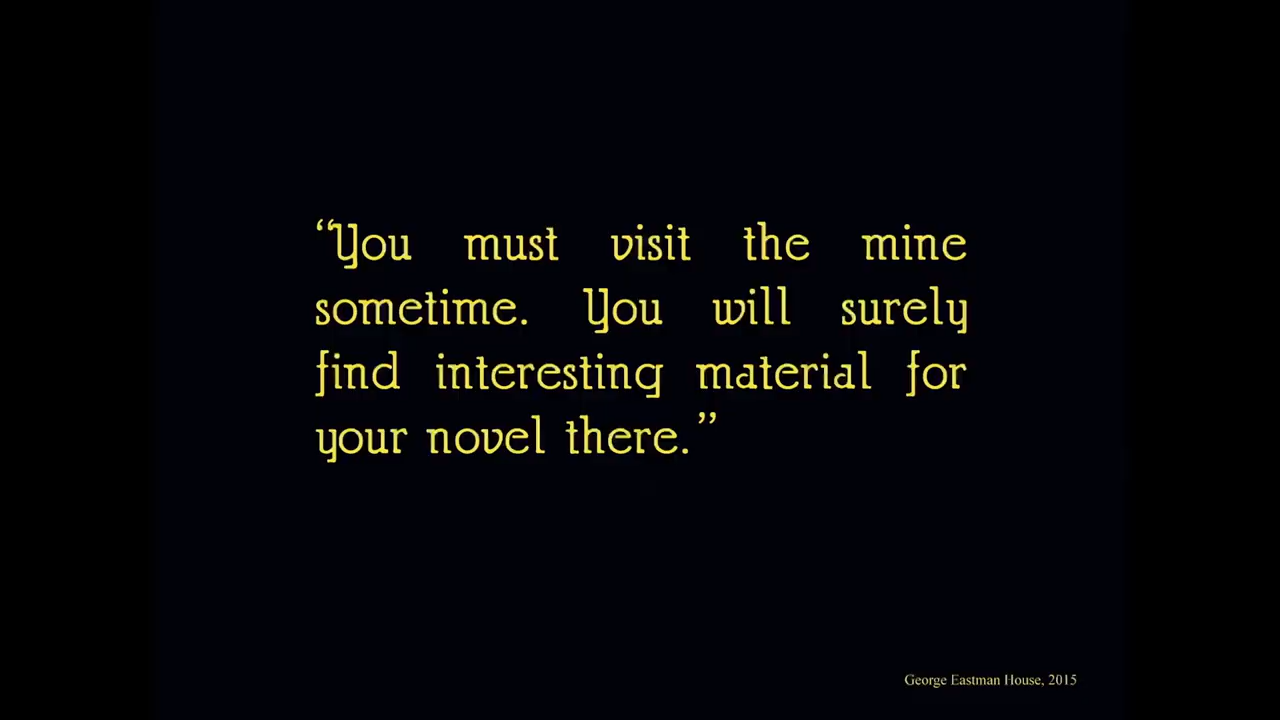 “You must visit the mine
sometime. You will surely
find interesting material for
your novel there.”
George Eastman House, 2015